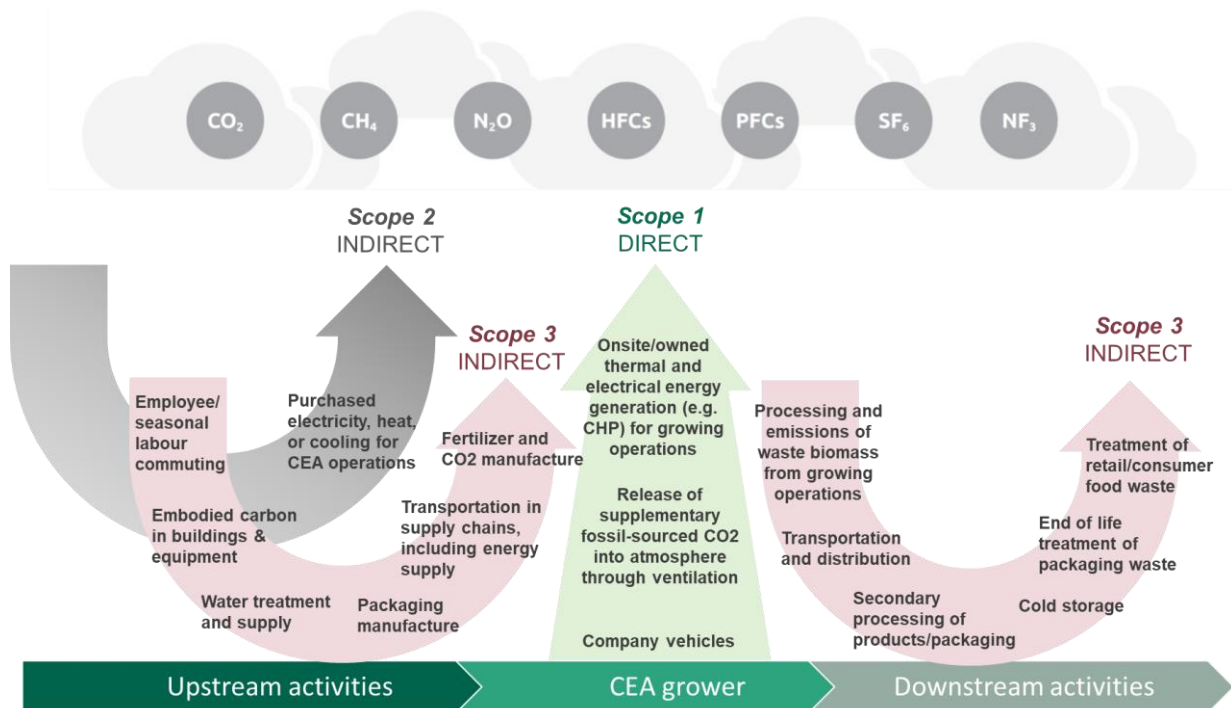 CO₂
CH₄
N₂O
HFCs
PFCs
SF₆
NF₃
Scope 2
INDIRECT
Scope 1
DIRECT
Scope 3
INDIRECT
Scope 3
INDIRECT
Employee/
seasonal
labour
commuting
Purchased
electricity, heat,
or cooling for
CEA operations
Fertilizer and
CO2 manufacture
Embodied carbon
in buildings &
equipment
Transportation in
supply chains,
including energy
supply
Water treatment
and supply
Packaging
manufacture
Onsite/owned
thermal and
electrical energy
generation (e.g.
CHP) for growing
operations
Release of
supplementary
fossil-sourced CO2
into atmosphere
through ventilation
Company vehicles
Processing and
emissions of
waste biomass
from growing
operations
Transportation
and distribution
Secondary
processing of
products/packaging
Treatment of
retail/consumer
food waste
End of life
treatment of
packaging waste
Cold storage
Upstream activities
CEA grower
Downstream activities